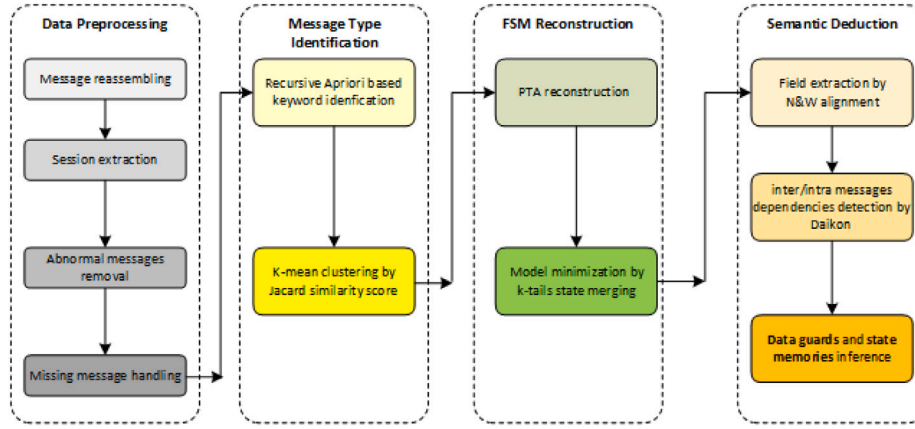 Data Preprocessing
Message reassembling
Session extraction
Abnormal messages
removal
Missing message handling
Message Type
Identification
Recursive Apriori based
keyword idenfication
K-mean clustering by
Jacard similarity score
FSM Reconstruction
PTA reconstruction
Model minimization by
k-tails state merging
Semantic Deduction
Field extraction by
N&W alignment
inter/intra messages
dependencies detection by
Daikon
Data guards and state
memories inference